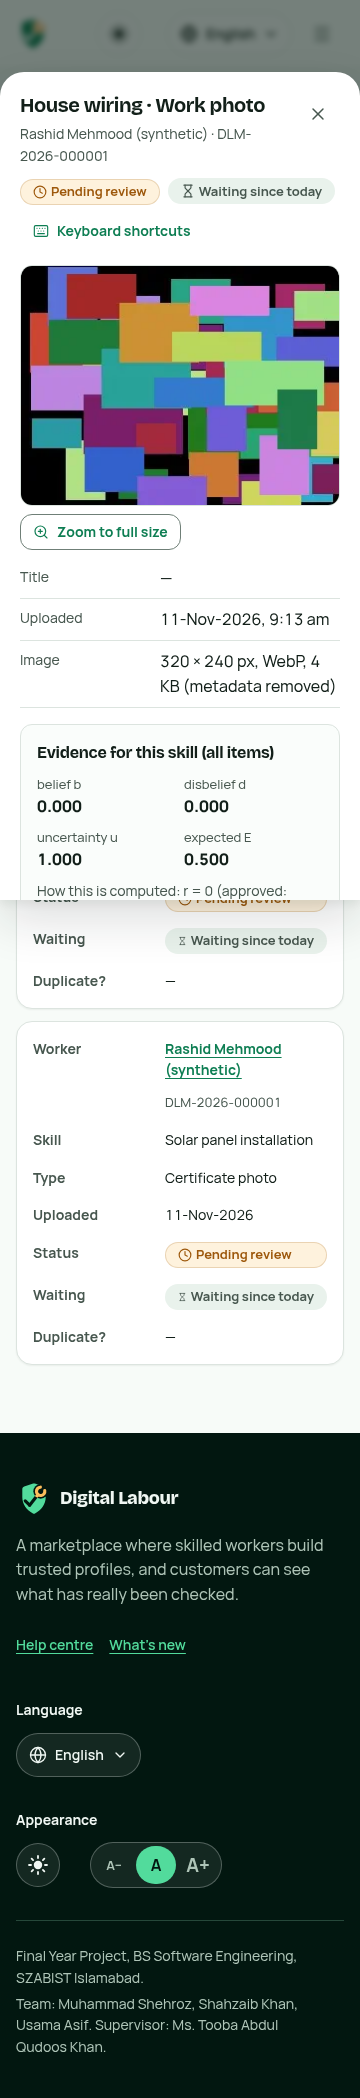 English
House wiring · Work photo
Rashid Mehmood (synthetic) · DLM-
2026-000001
Pending review
Waiting since today
Keyboard shortcuts
Zoom to full size
Title
—
Uploaded
11-Nov-2026, 9:13 am
Image
320 × 240 px, WebP, 4
KB (metadata removed)
Evidence for this skill (all items)
belief b
disbelief d
0.000
0.000
uncertainty u
expected E
1.000
0.500
How this is computed: r = 0 (approved:
Status
Pending review
Waiting
Waiting since today
Duplicate?
—
Worker
Rashid Mehmood
(synthetic)
DLM-2026-000001
Skill
Solar panel installation
Type
Certificate photo
Uploaded
11-Nov-2026
Status
Pending review
Waiting
Waiting since today
Duplicate?
—
Digital Labour
A marketplace where skilled workers build
trusted profiles, and customers can see
what has really been checked.
Help centre
What's new
Language
English
Appearance
A−
A
A+
Final Year Project, BS Software Engineering,
SZABIST Islamabad.
Team: Muhammad Shehroz, Shahzaib Khan,
Usama Asif. Supervisor: Ms. Tooba Abdul
Qudoos Khan.